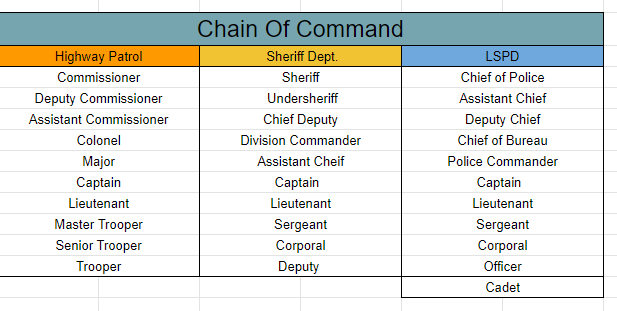 Chain Of Command
Highway Patrol Sheriff Dept. LSPD
Commissioner Sheriff Chief of Police
Deputy Commissioner Undersheriff Assistant Chief
Assistant Commissioner Chief Deputy Deputy Chief
Colonel Division Commander Chief of Bureau
Major Assistant Cheif Police Commander
Captain Captain Captain
Lieutenant Lieutenant Lieutenant
Master Trooper Sergeant Sergeant
Senior Trooper Corporal Corporal
Trooper Deputy Officer
Cadet